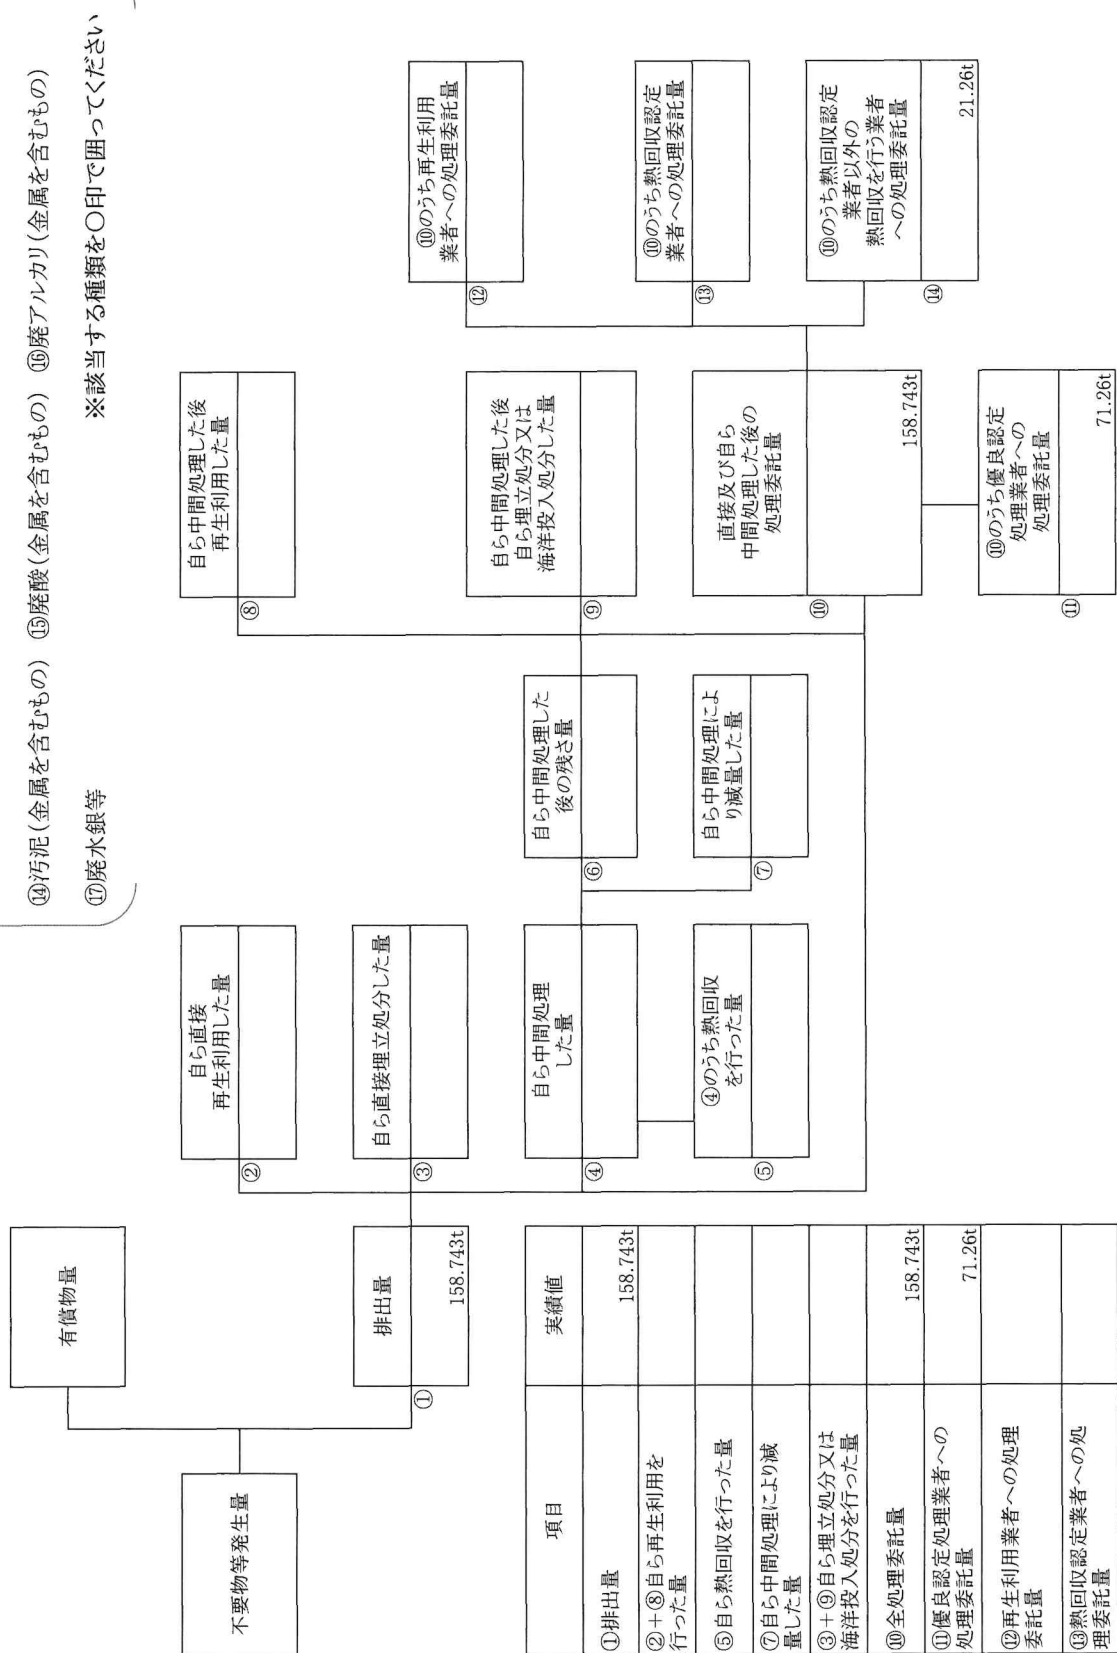 ⑭汚泥(金属を含むもの) ⑮廃酸(金属を含むもの) ⑯廃アルカリ(金属を含むもの)
⑰廃水銀等
※該当する種類を〇印で囲ってください
不要物等発生量
有償物量
排出量
①
158.743t
自ら直接
再生利用した量
②
自ら直接埋立処分した量
③
自ら中間処理
した量
④
④のうち熱回収
を行った量
⑤
自ら中間処理した
後の残さ量
⑥
自ら中間処理によ
り減量した量
⑦
自ら中間処理した後
再生利用した量
⑧
自ら中間処理した後
自ら埋立処分又は
海洋投入処分した量
⑨
直接及び自ら
中間処理した後の
処理委託量
⑩
158.743t
⑩のうち優良認定
処理業者への
処理委託量
⑪
71.26t
⑩のうち再生利用
業者への処理委託量
⑫
⑩のうち熱回収認定
業者への処理委託量
⑬
⑩のうち熱回収認定
業者以外の
熱回収を行う業者
への処理委託量
⑭
21.26t
項目 実績値
①排出量 158.743t
②+⑧自ら再生利用を
行った量
⑤自ら熱回収を行った量
⑦自ら中間処理により減
量した量
③+⑨自ら埋立処分又は
海洋投入処分を行った量
⑩全処理委託量 158.743t
⑪優良認定処理業者への
処理委託量 71.26t
⑫再生利用業者への処理
委託量
⑬熱回収認定業者への処
理委託量